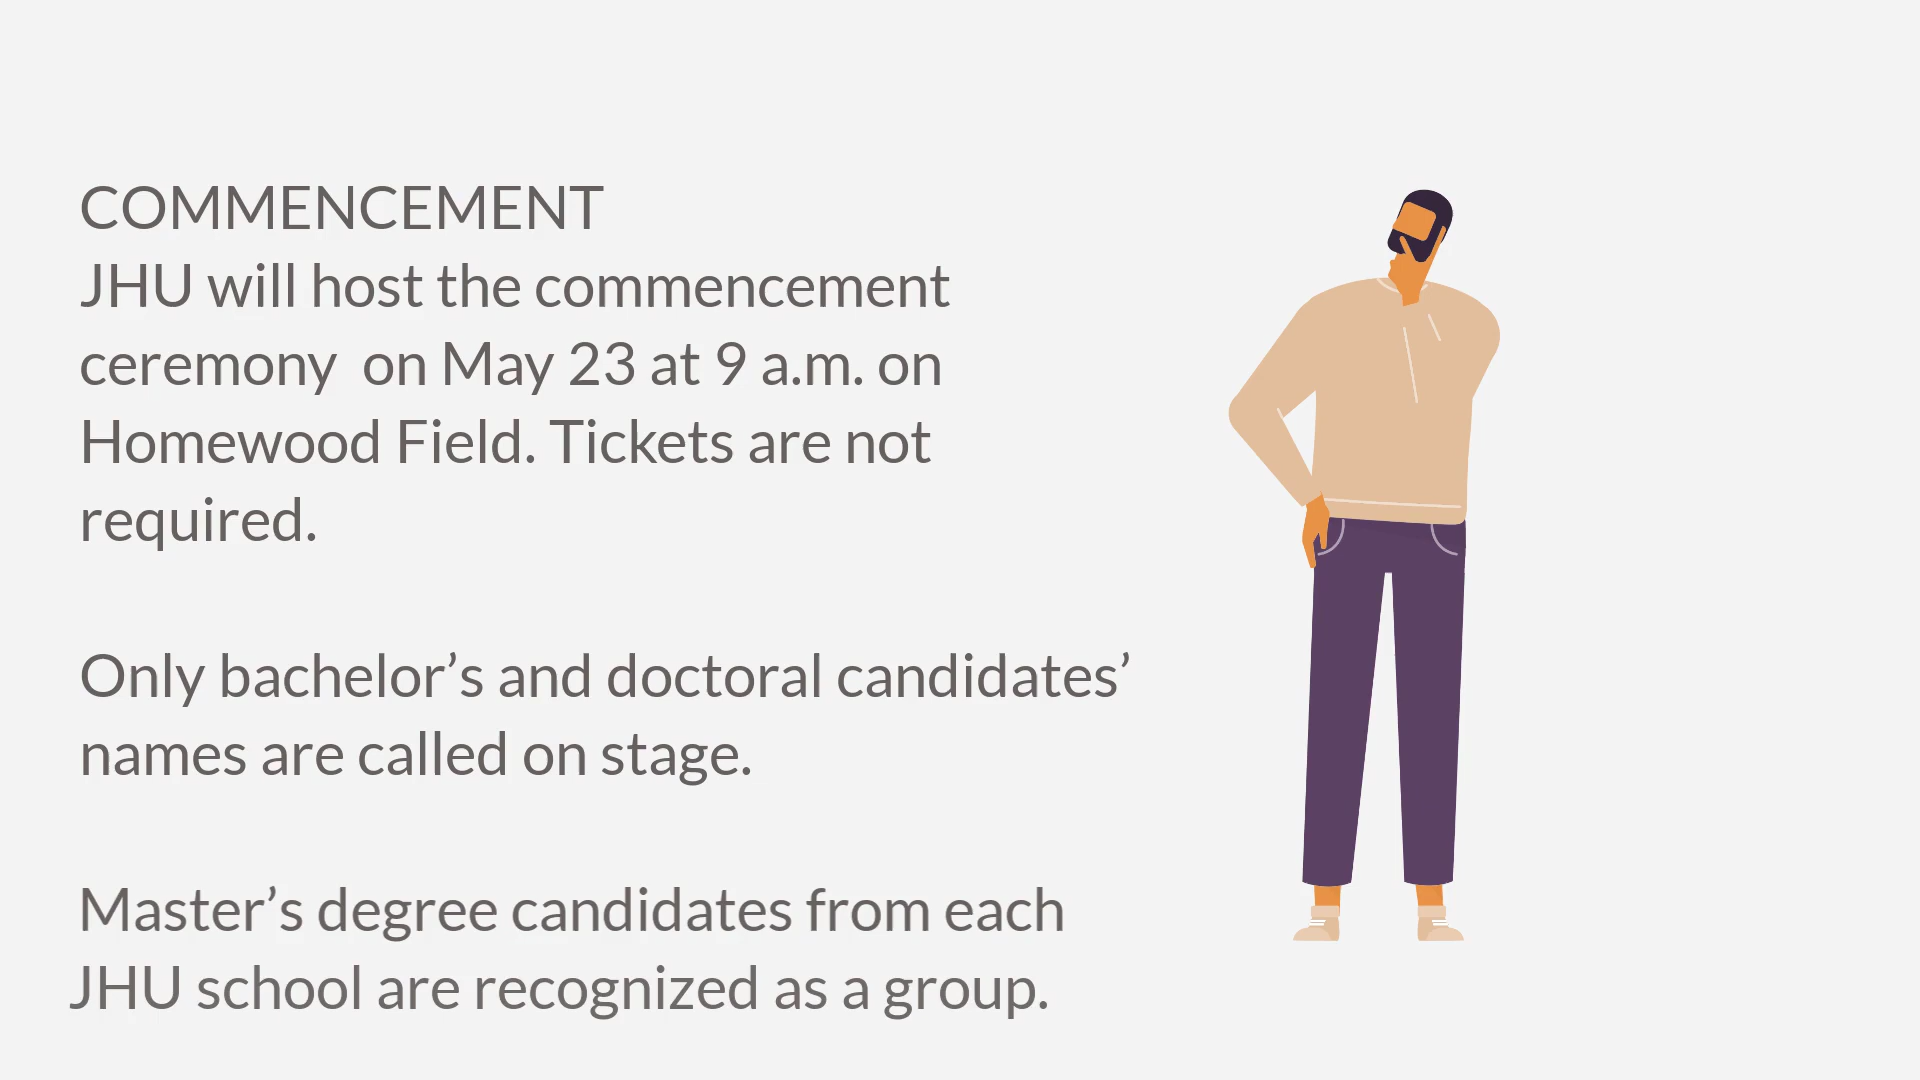 COMMENCEMENT
JHU will host the commencement
ceremony  on May 23 at 9 a.m. on
Homewood Field. Tickets are not
required.
Only bachelor’s and doctoral candidates’
names are called on stage.
Master’s degree candidates from each
JHU school are recognized as a group.